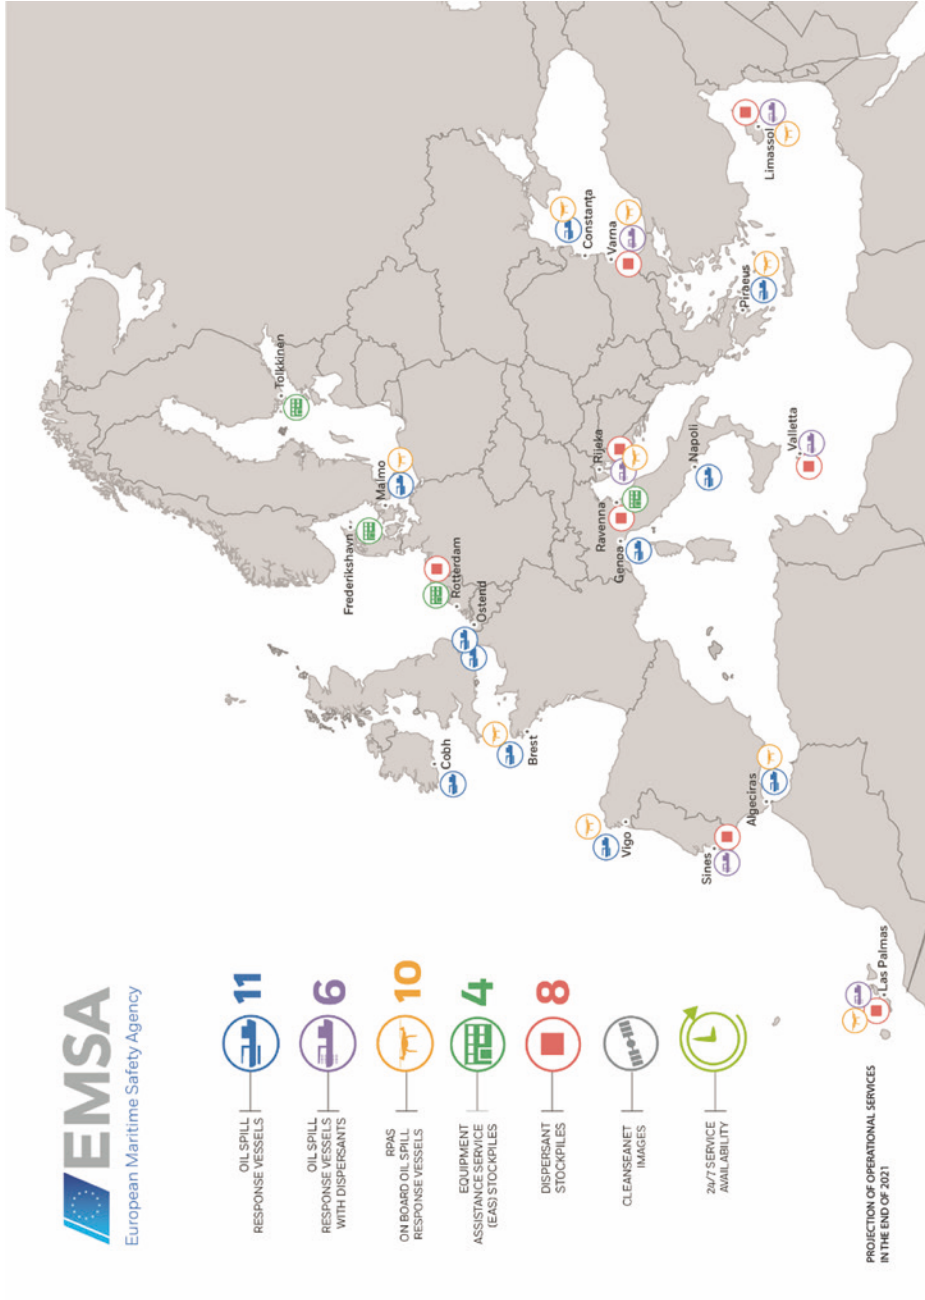 EMSA
European Maritime Safety Agency
OIL SPILL
RESPONSE VESSELS
11
OIL SPILL
RESPONSE VESSELS
WITH DISPERSANTS
6
RPAS
ON BOARD OIL SPILL
RESPONSE VESSELS
10
EQUIPMENT
ASSISTANCE SERVICE
(EAS) STOCKPILES
4
DISPERSANT
STOCKPILES
8
CLEANSEANET
IMAGES
24/7 SERVICE
AVAILABILITY
PROJECTION OF OPERATIONAL SERVICES
IN THE END OF 2021
Tolkkinen
Frederikshavn
Malmo
Rotterdam
Ostend
Cobh
Brest
Vigo
Sines
Algeciras
Las Palmas
Genoa
Ravenna
Rijeka
Napoli
Valletta
Piraeus
Constanţa
Varna
Limassol